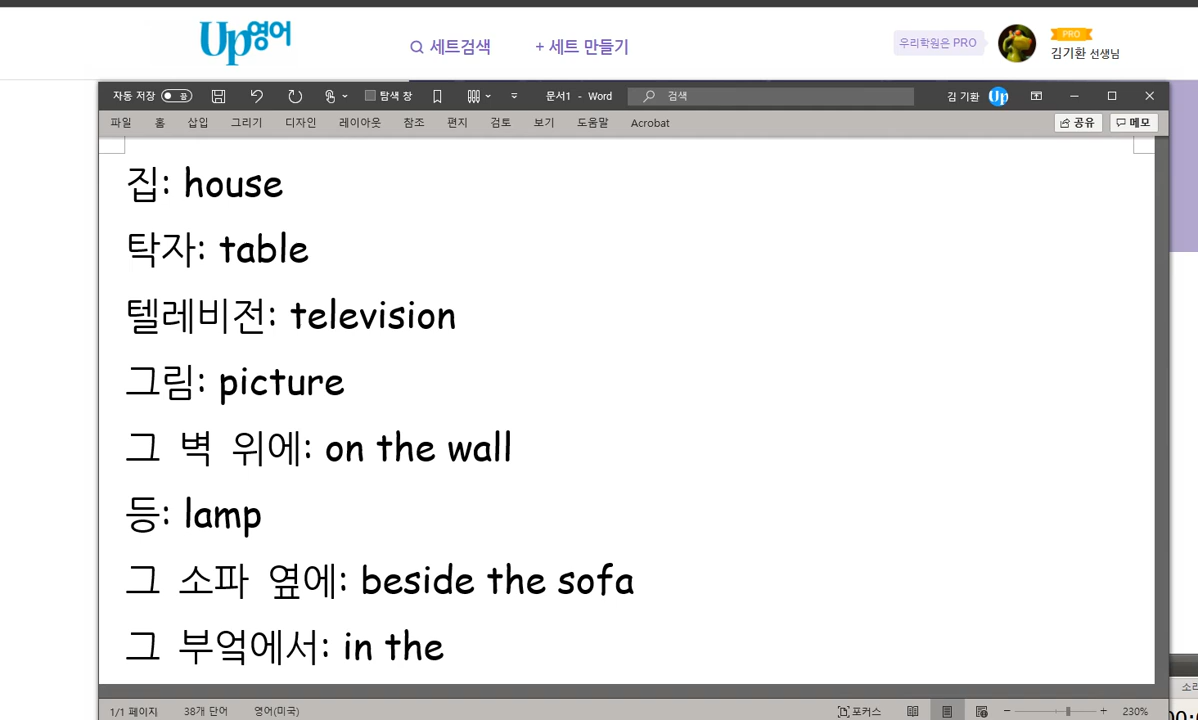 Up영어
세트검색
+ 세트 만들기
우리학원은 PRO
PRO
김기환 선생님
자동 저장 끔
탐색 창
문서1 - Word
검색
김 기환
Up
파일 홈 삽입 그리기 디자인 레이아웃 참조 편지 검토 보기 도움말 Acrobat
공유
메모
집: house
탁자: table
텔레비전: television
그림: picture
그 벽 위에: on the wall
등: lamp
그 소파 옆에: beside the sofa
그 부엌에서: in the
1/1 페이지 38개 단어 영어(미국)
포커스
230%